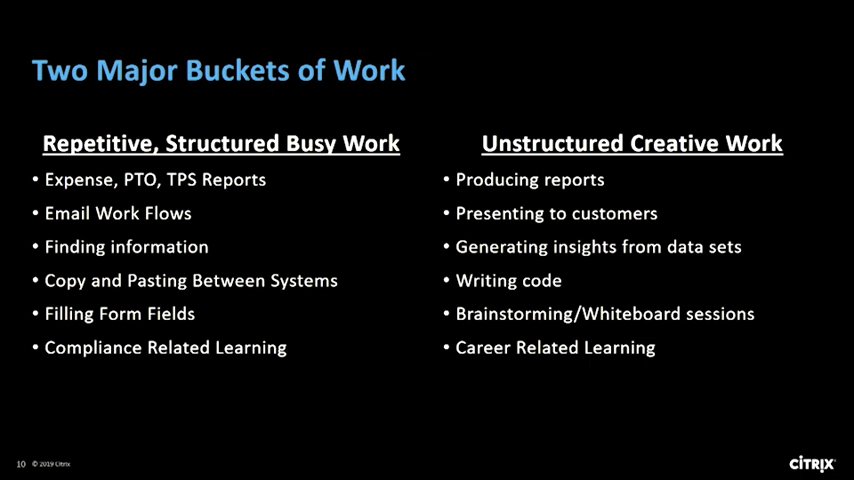 Two Major Buckets of Work
Repetitive, Structured Busy Work
• Expense, PTO, TPS Reports
• Email Work Flows
• Finding information
• Copy and Pasting Between Systems
• Filling Form Fields
• Compliance Related Learning
Unstructured Creative Work
• Producing reports
• Presenting to customers
• Generating insights from data sets
• Writing code
• Brainstorming/Whiteboard sessions
• Career Related Learning
10 © 2019 Citrix
CITRIX